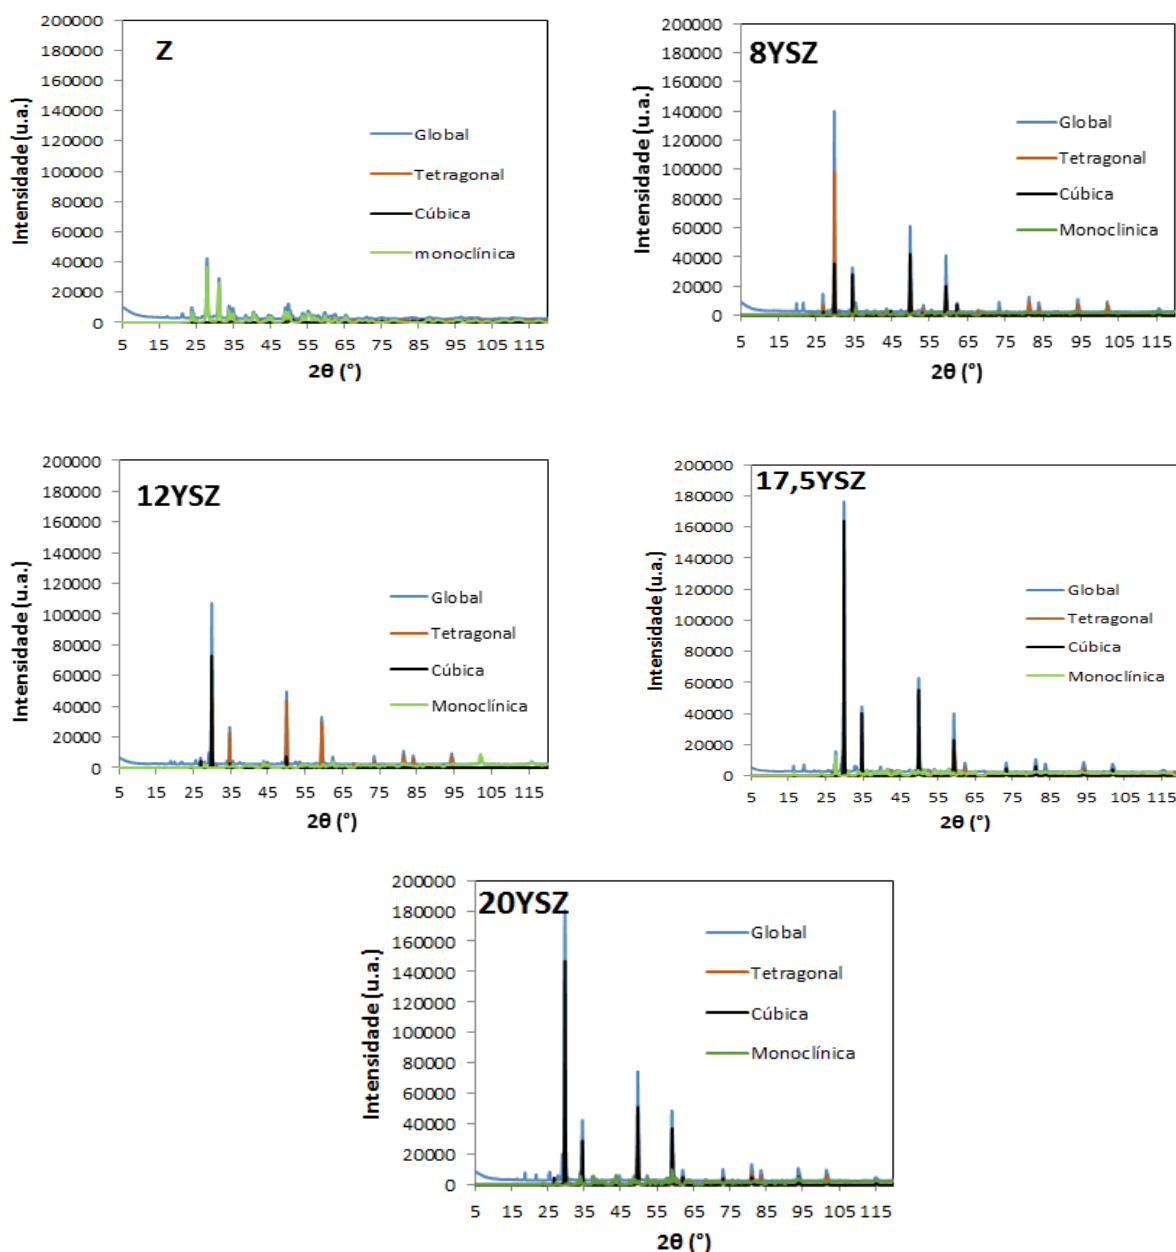 Z
Intensidade (u.a.)
200000
180000
160000
140000
120000
100000
80000
60000
40000
20000
0
Global
Tetragonal
Cúbica
monoclínica
5 15 25 35 45 55 65 75 85 95 105 115
2θ (°)
8YSZ
Intensidade (u.a.)
200000
180000
160000
140000
120000
100000
80000
60000
40000
20000
0
Global
Tetragonal
Cúbica
Monoclinica
5 15 25 35 45 55 65 75 85 95 105 115
2θ (°)
12YSZ
Intensidade (u.a.)
200000
180000
160000
140000
120000
100000
80000
60000
40000
20000
0
Global
Tetragonal
Cúbica
Monoclínica
5 15 25 35 45 55 65 75 85 95 105 115
2θ (°)
17,5YSZ
Intensidade (u.a.)
200000
180000
160000
140000
120000
100000
80000
60000
40000
20000
0
Global
Tetragonal
Cúbica
Monoclínica
5 15 25 35 45 55 65 75 85 95 105 115
2θ (°)
20YSZ
Intensidade (u.a.)
200000
180000
160000
140000
120000
100000
80000
60000
40000
20000
0
Global
Tetragonal
Cúbica
Monoclínica
5 15 25 35 45 55 65 75 85 95 105 115
2θ (°)